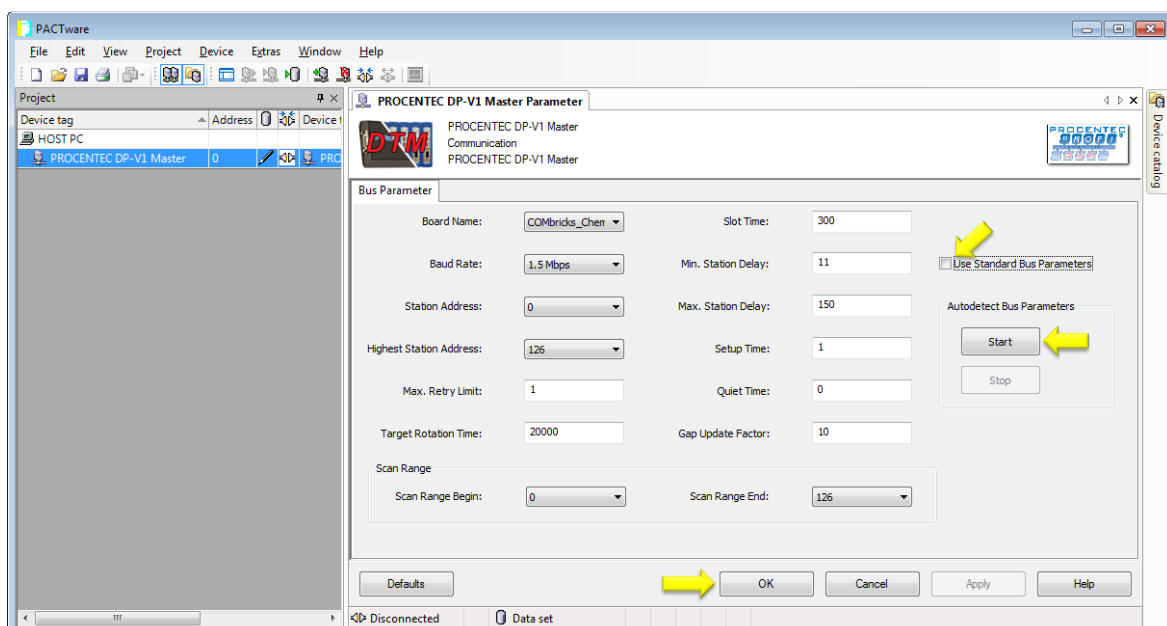 PACTware
File Edit View Project Device Extras Window Help
Project
Device tag Address Device t
HOST PC
PROCENTEC DP-V1 Master 0 PRO
PROCENTEC DP-V1 Master Parameter
DTM
PROCENTEC DP-V1 Master
Communication
PROCENTEC DP-V1 Master
PROCENTEC
Device catalog
Bus Parameter
Board Name: COMbricks_Chem Slot Time: 300
Baud Rate: 1.5 Mbps Min. Station Delay: 11 Use Standard Bus Parameters
Station Address: 0 Max. Station Delay: 150 Autodetect Bus Parameters
Highest Station Address: 126 Setup Time: 1 Start
Max. Retry Limit: 1 Quiet Time: 0 Stop
Target Rotation Time: 20000 Gap Update Factor: 10
Scan Range
Scan Range Begin: 0 Scan Range End: 126
Defaults OK Cancel Apply Help
Disconnected Data set